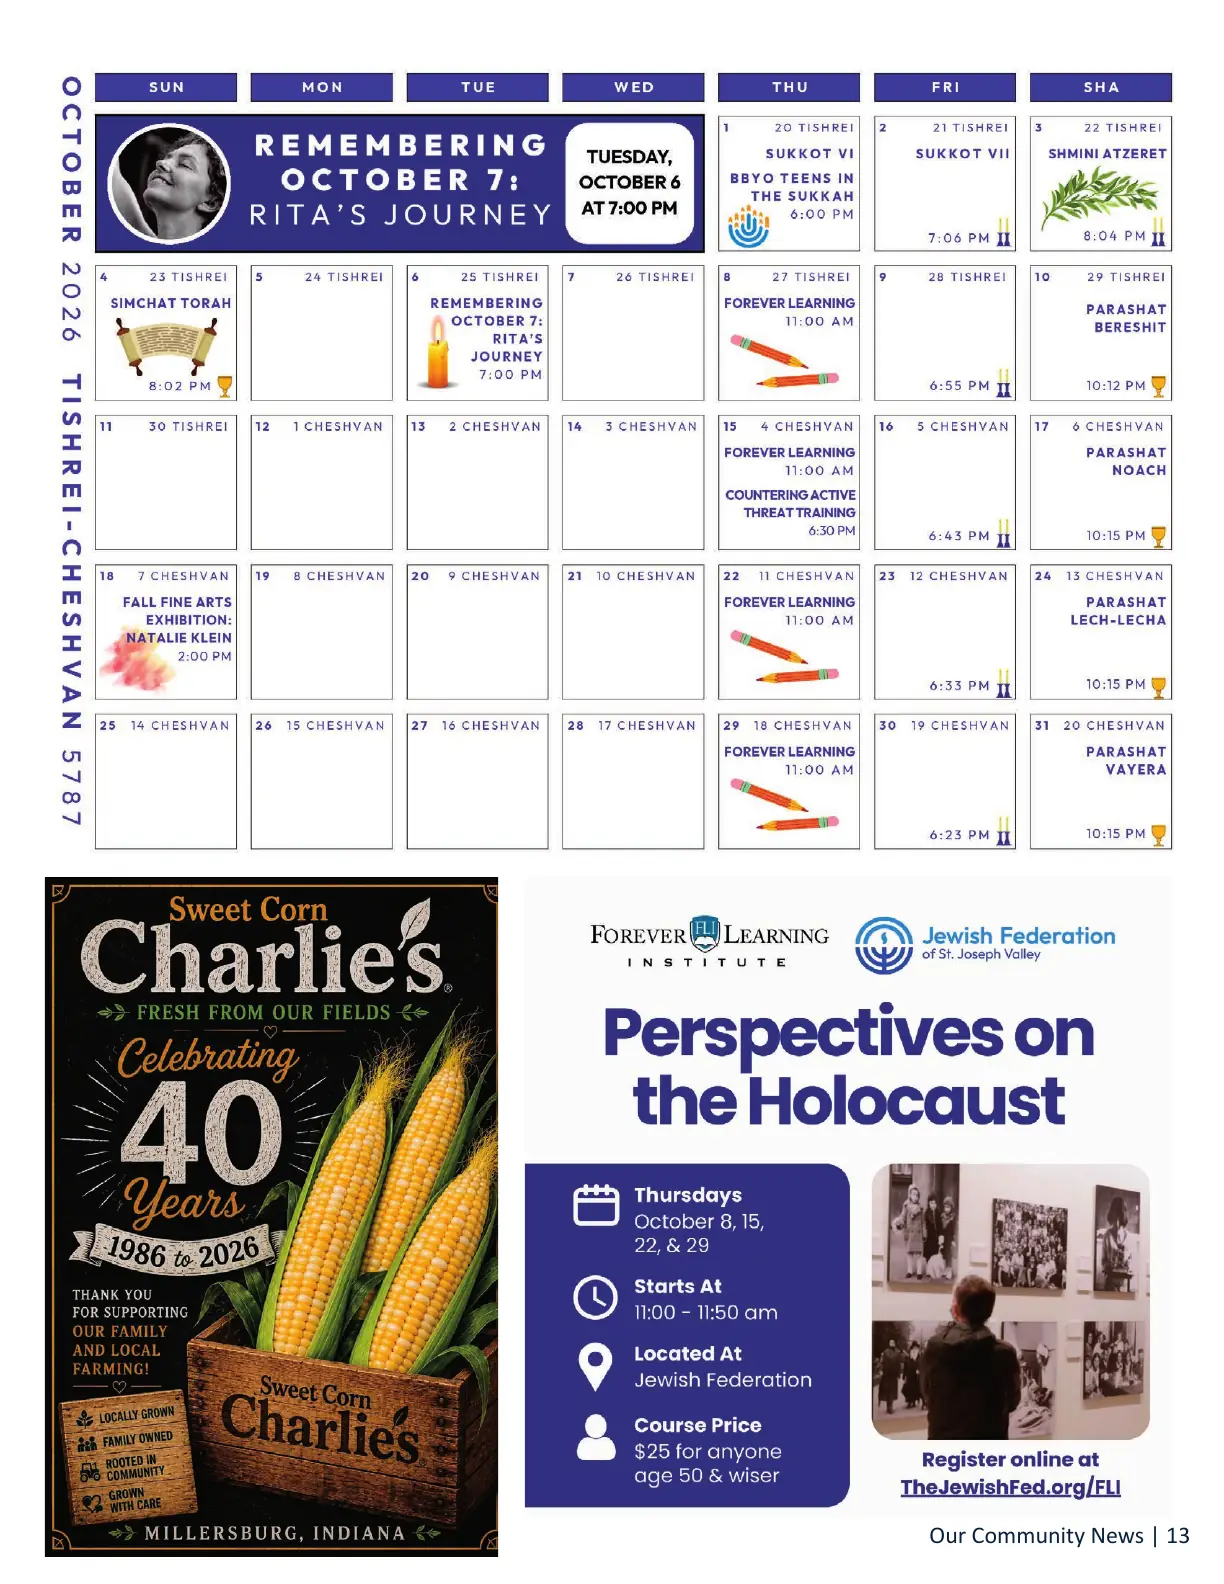 OCTOBER 2026 TISHREI-CHESHVAN 5787
SUN MON TUE WED THU FRI SHA
REMEMBERING
OCTOBER 7:
RITA'S JOURNEY
TUESDAY,
OCTOBER 6
AT 7:00 PM
1 20 TISHREI
SUKKOT VI
BBYO TEENS IN
THE SUKKAH
6:00 PM
2 21 TISHREI
SUKKOT VII
7:06 PM
3 22 TISHREI
SHMINI ATZERET
8:04 PM
4 23 TISHREI
SIMCHAT TORAH
8:02 PM
5 24 TISHREI
6 25 TISHREI
REMEMBERING
OCTOBER 7:
RITA'S
JOURNEY
7:00 PM
7 26 TISHREI
8 27 TISHREI
FOREVER LEARNING
11:00 AM
9 28 TISHREI
6:55 PM
10 29 TISHREI
PARASHAT
BERESHIT
10:12 PM
11 30 TISHREI
12 1 CHESHVAN
13 2 CHESHVAN
14 3 CHESHVAN
15 4 CHESHVAN
FOREVER LEARNING
11:00 AM
COUNTERING ACTIVE
THREAT TRAINING
6:30 PM
16 5 CHESHVAN
6:43 PM
17 6 CHESHVAN
PARASHAT
NOACH
10:15 PM
18 7 CHESHVAN
FALL FINE ARTS
EXHIBITION:
NATALIE KLEIN
2:00 PM
19 8 CHESHVAN
20 9 CHESHVAN
21 10 CHESHVAN
22 11 CHESHVAN
FOREVER LEARNING
11:00 AM
23 12 CHESHVAN
6:33 PM
24 13 CHESHVAN
PARASHAT
LECH-LECHA
10:15 PM
25 14 CHESHVAN
26 15 CHESHVAN
27 16 CHESHVAN
28 17 CHESHVAN
29 18 CHESHVAN
FOREVER LEARNING
11:00 AM
30 19 CHESHVAN
6:23 PM
31 20 CHESHVAN
PARASHAT
VAYERA
10:15 PM
Sweet Corn
Charlie's®
FRESH FROM OUR FIELDS
Celebrating
40
Years
1986 to 2026
THANK YOU
FOR SUPPORTING
OUR FAMILY
AND LOCAL
FARMING!
LOCALLY GROWN
FAMILY OWNED
ROOTED IN
COMMUNITY
GROWN
WITH CARE
Sweet Corn
Charlie's®
MILLERSBURG, INDIANA
FOREVER FLI LEARNING
INSTITUTE
Jewish Federation
of St. Joseph Valley
Perspectives on
the Holocaust
Thursdays
October 8, 15,
22, & 29
Starts At
11:00 - 11:50 am
Located At
Jewish Federation
Course Price
$25 for anyone
age 50 & wiser
Register online at
TheJewishFed.org/FLI
Our Community News | 13